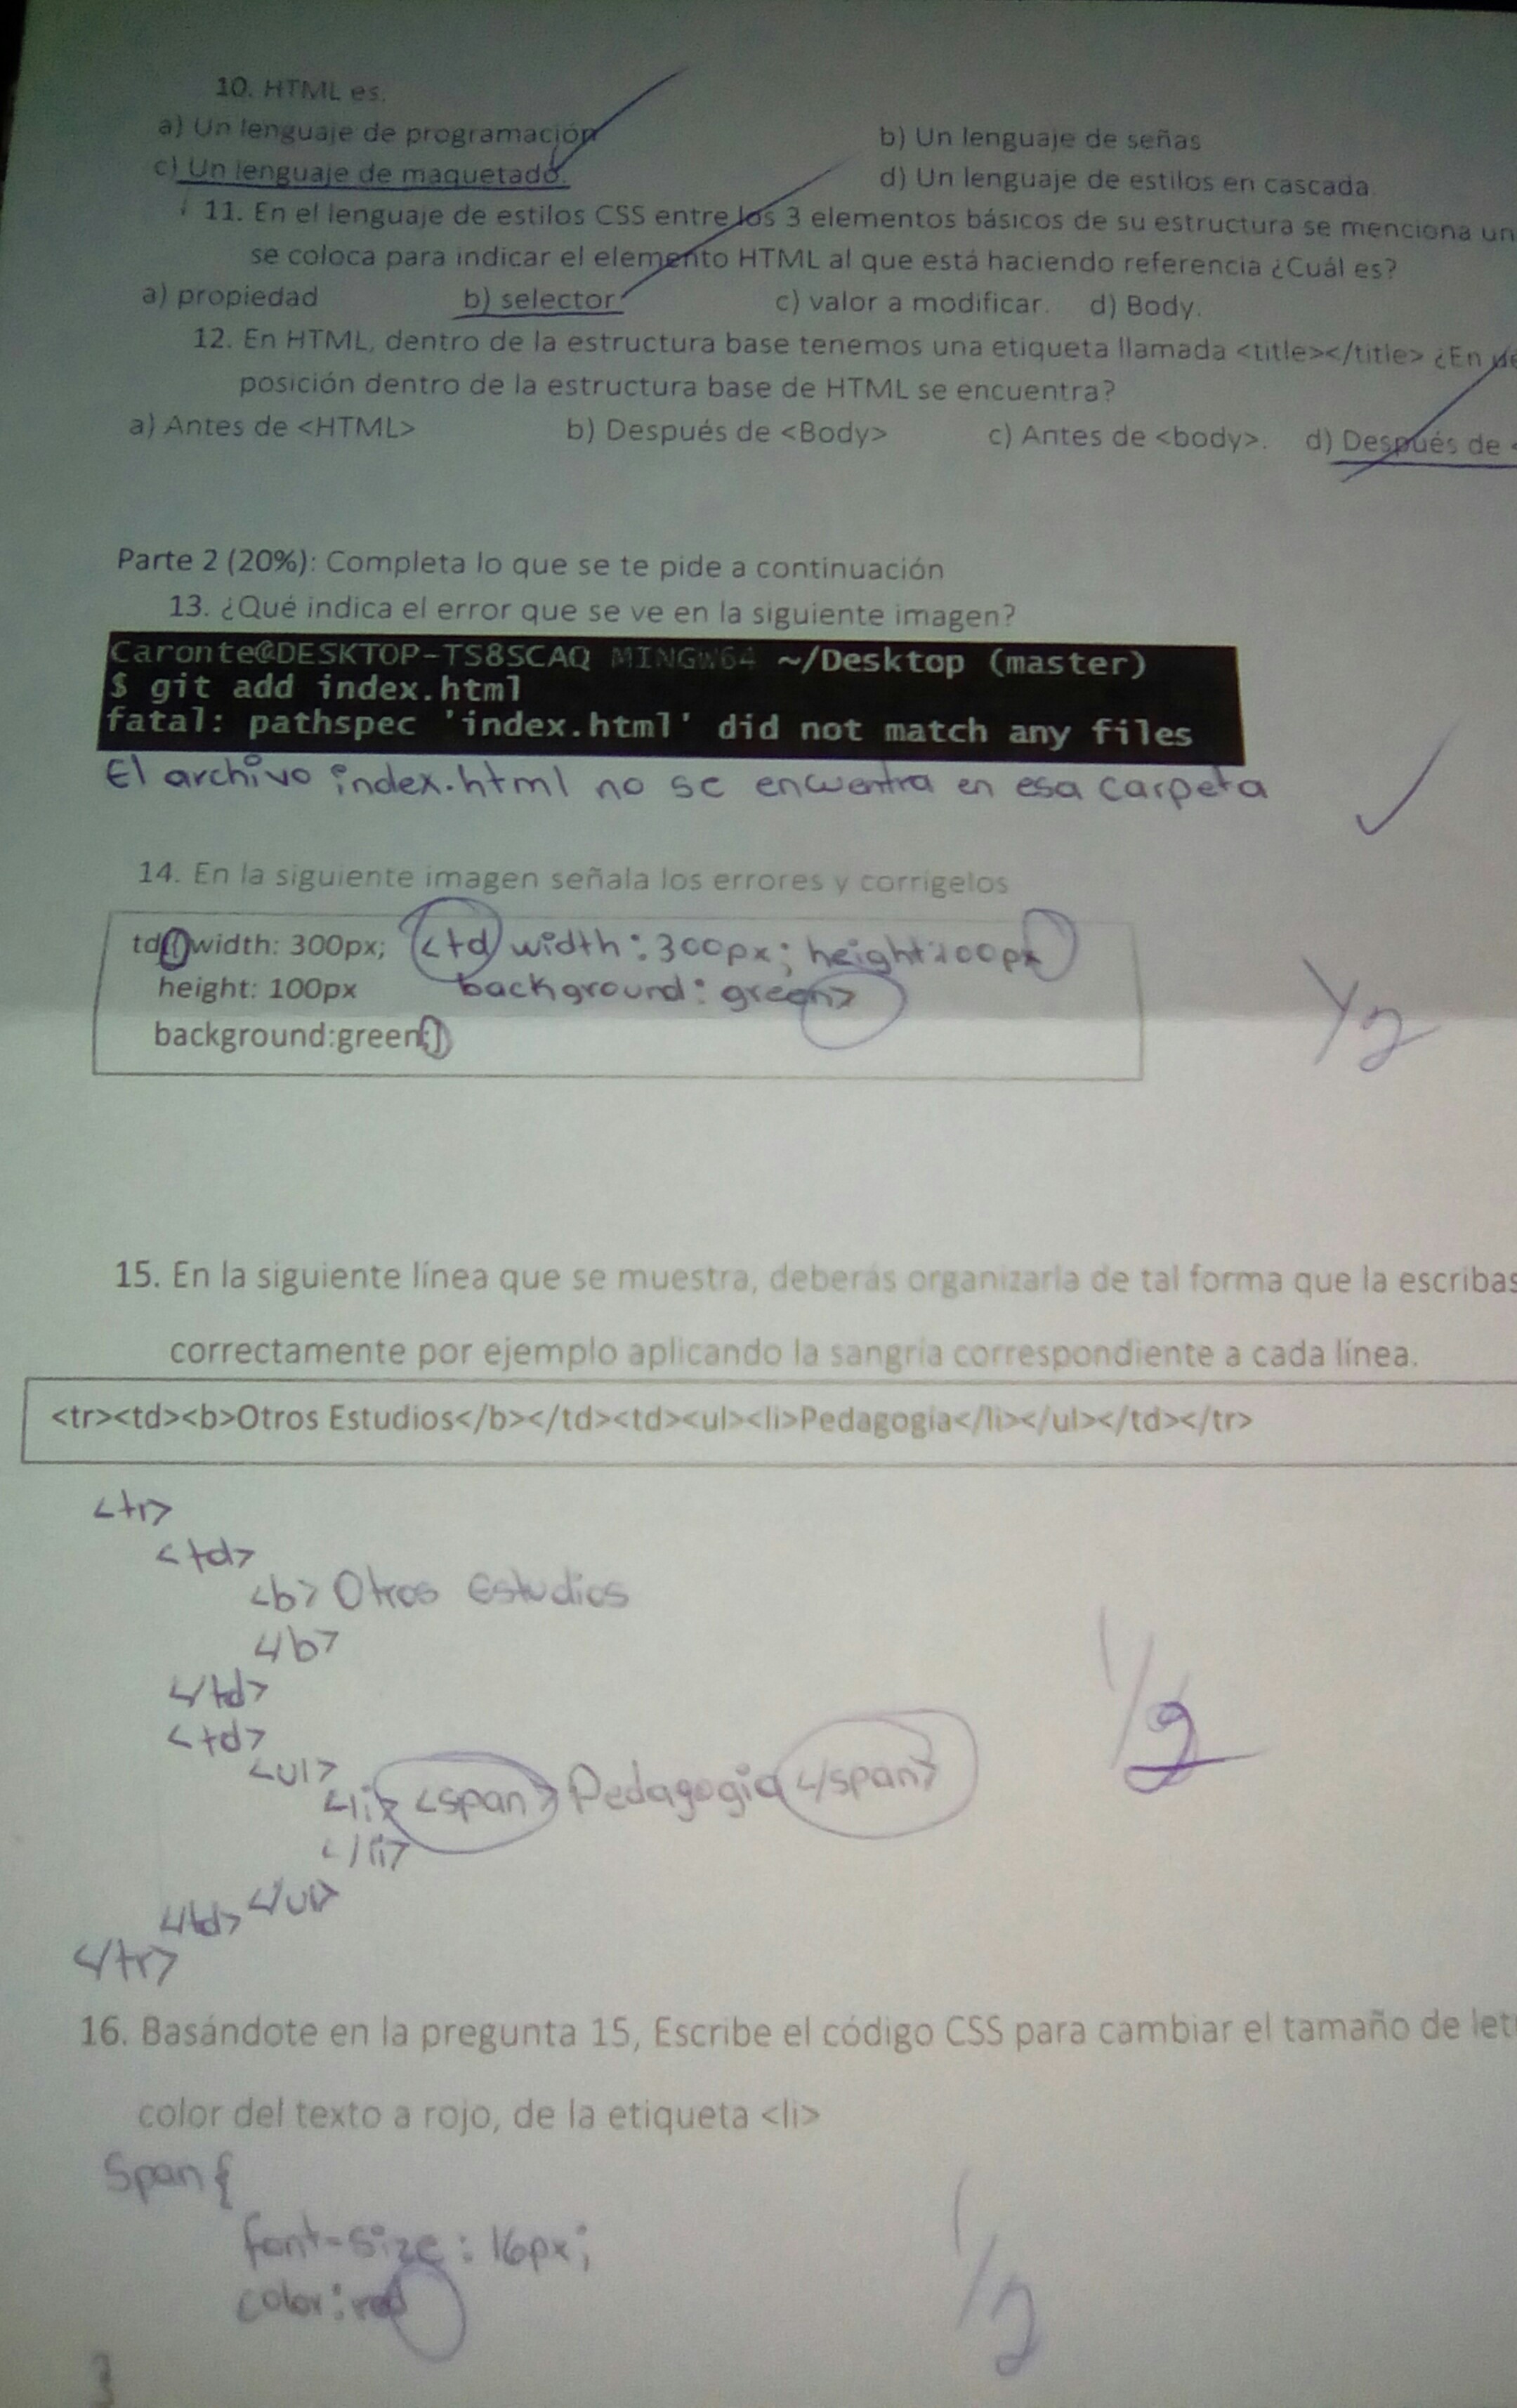 10. HTML es.
a) Un lenguaje de programación
b) Un lenguaje de señas
c) Un lenguaje de maquetado.
d) Un lenguaje de estilos en cascada.
11. En el lenguaje de estilos CSS entre los 3 elementos básicos de su estructura se menciona un
se coloca para indicar el elemento HTML al que está haciendo referencia ¿Cuál es?
a) propiedad b) selector c) valor a modificar. d) Body.
12. En HTML, dentro de la estructura base tenemos una etiqueta llamada <title></title> ¿En
posición dentro de la estructura base de HTML se encuentra?
a) Antes de <HTML> b) Después de <Body> c) Antes de <body>. d) Después de <
Parte 2 (20%): Completa lo que se te pide a continuación
13. ¿Qué indica el error que se ve en la siguiente imagen?
Caronte@DESKTOP-TS8SCAQ MINGW64 ~/Desktop (master)
$ git add index.html
fatal: pathspec 'index.html' did not match any files
El archivo index.html no se encuentra en esa carpeta
14. En la siguiente imagen señala los errores y corrígelos
td{ width: 300px; <td width: 300px; height:100px
height: 100px background: green>
background:green;]
1/2
15. En la siguiente línea que se muestra, deberás organizarla de tal forma que la escribas
correctamente por ejemplo aplicando la sangría correspondiente a cada línea.
<tr><td><b>Otros Estudios</b></td><td><ul><li>Pedagogía</li></ul></td></tr>
<tr>
<td>
<b> Otros Estudios
</b>
</td>
<td>
<ul>
<li> <span> Pedagogia </span>
</li>
</ul>
</td>
</tr>
1/2
16. Basándote en la pregunta 15, Escribe el código CSS para cambiar el tamaño de let
color del texto a rojo, de la etiqueta <li>
Span {
font-size: 16px;
color: red
1/2